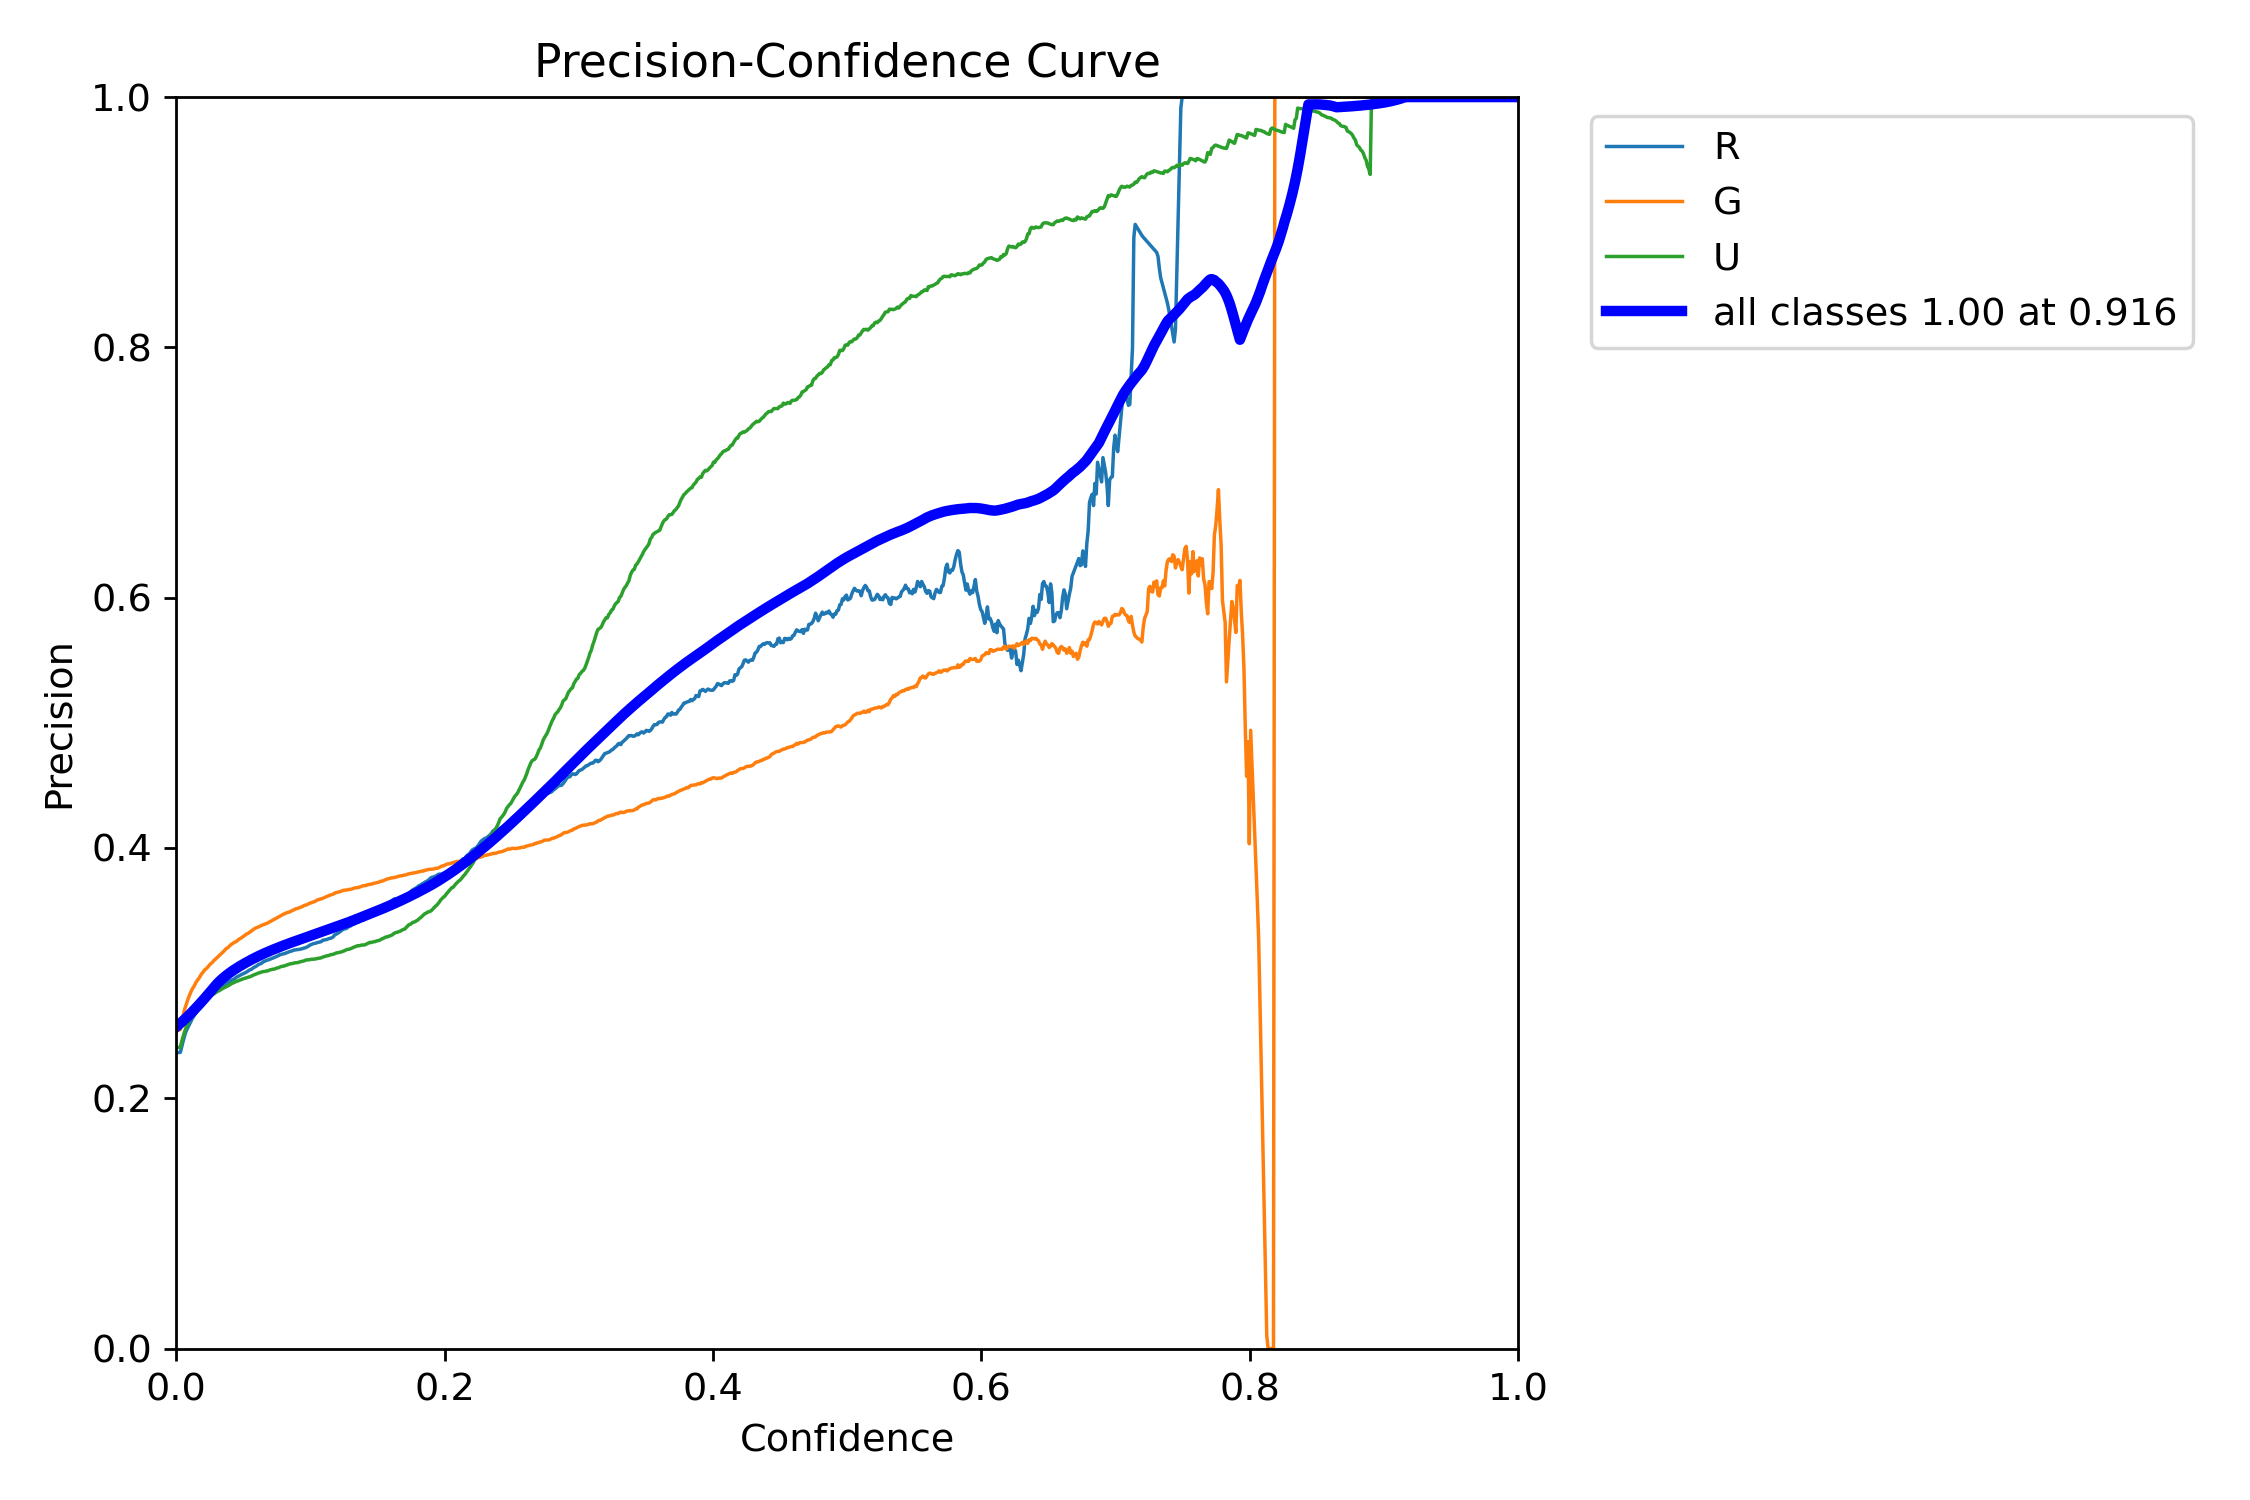 Precision-Confidence Curve
1.0
0.8
0.6
0.4
0.2
0.0
Precision
0.0 0.2 0.4 0.6 0.8 1.0
Confidence
R
G
U
all classes 1.00 at 0.916